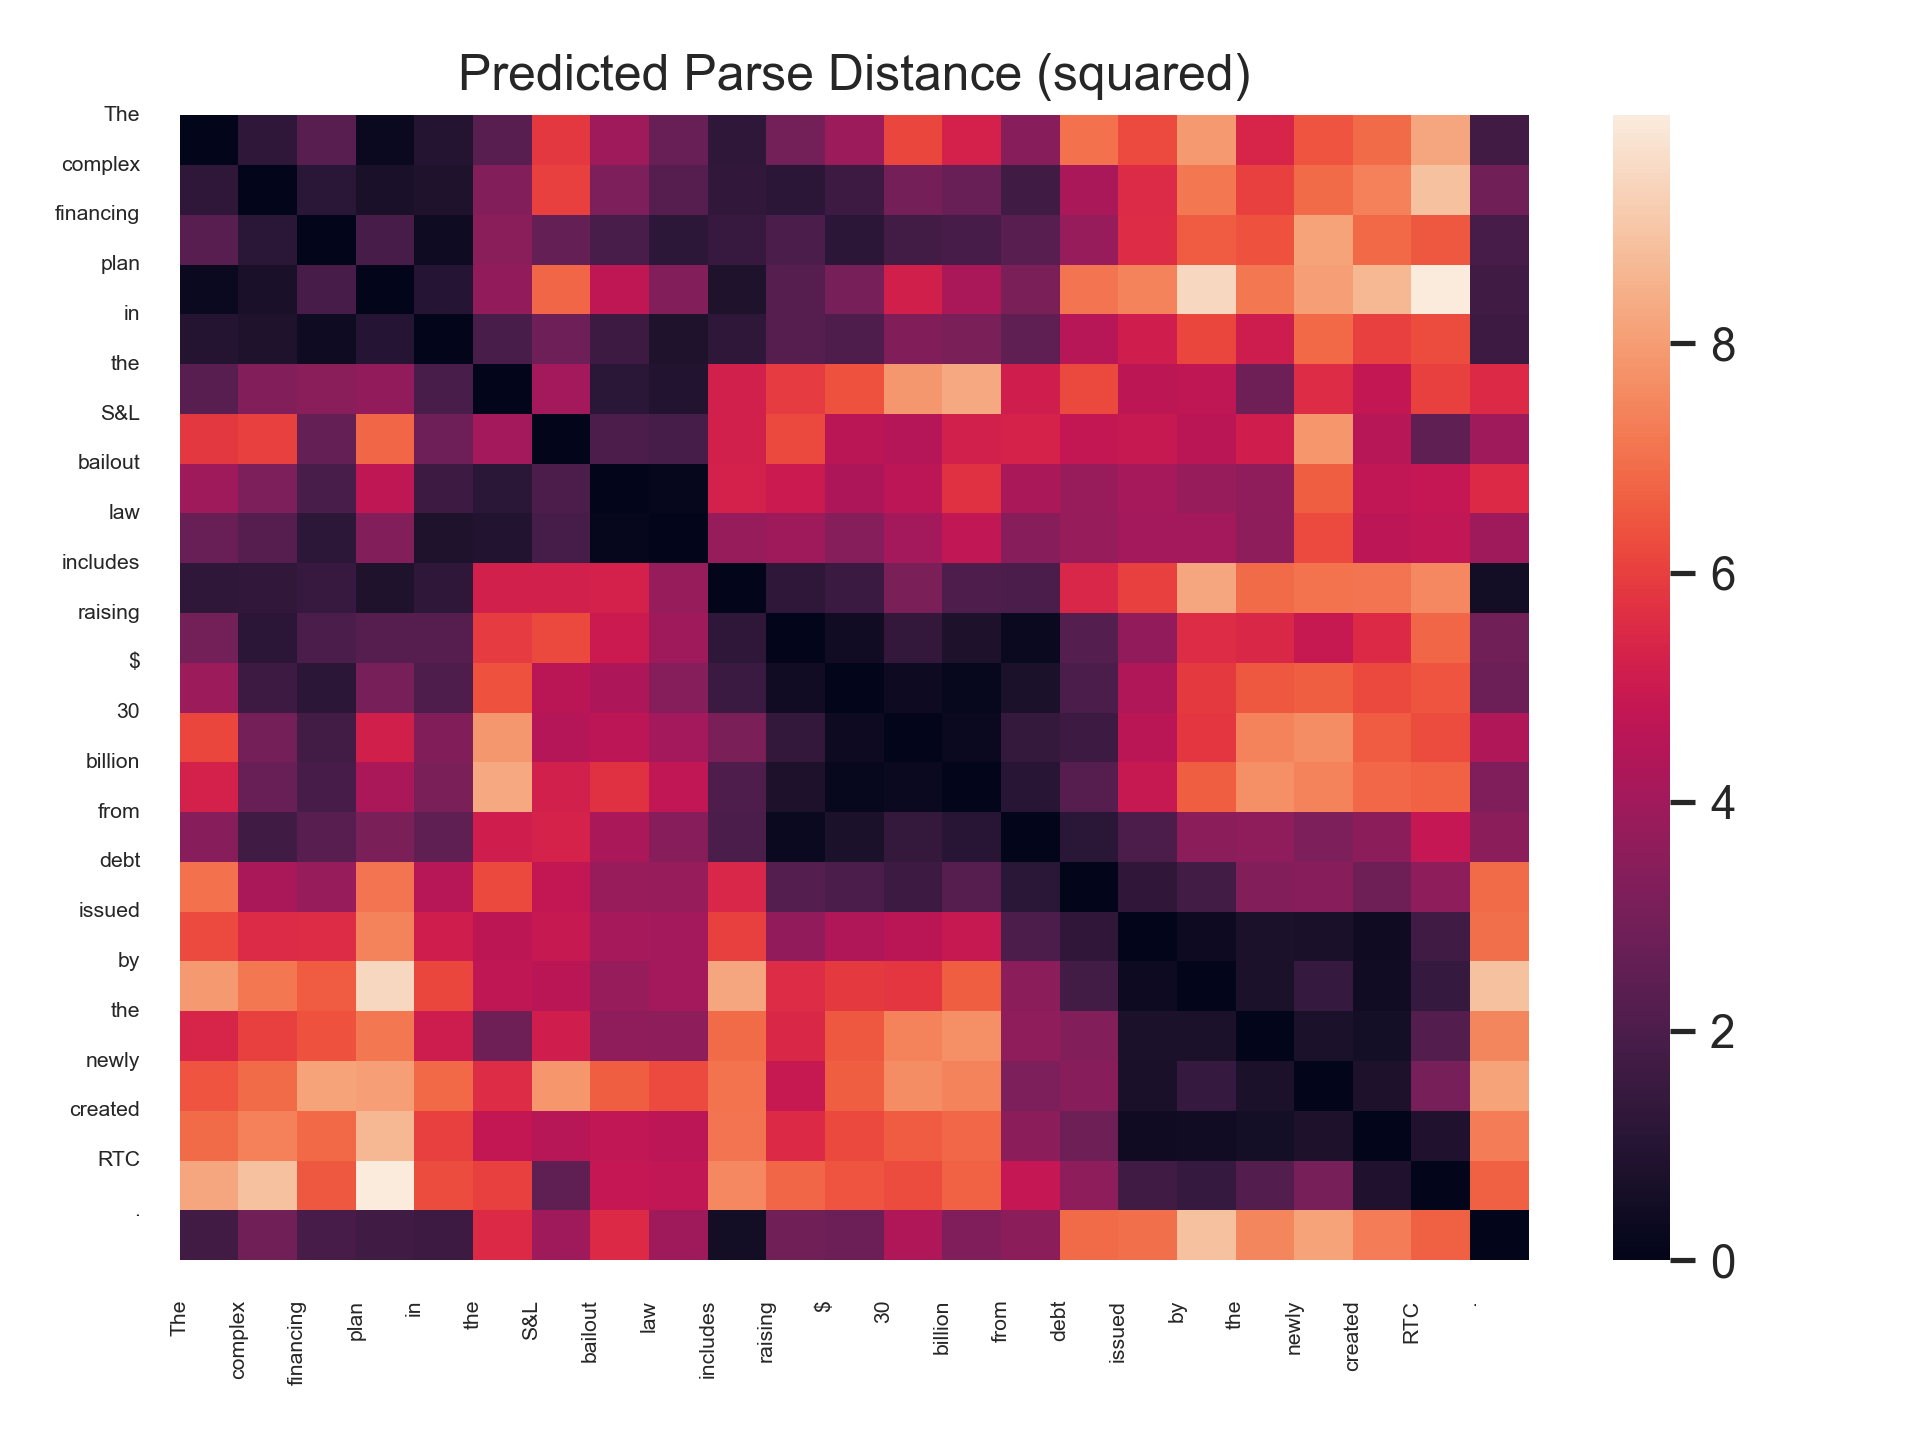 Predicted Parse Distance (squared)
The
complex
financing
plan
in
the
S&L
bailout
law
includes
raising
$
30
billion
from
debt
issued
by
the
newly
created
RTC
.
8
6
4
2
0
The
complex
financing
plan
in
the
S&L
bailout
law
includes
raising
$
30
billion
from
debt
issued
by
the
newly
created
RTC
.